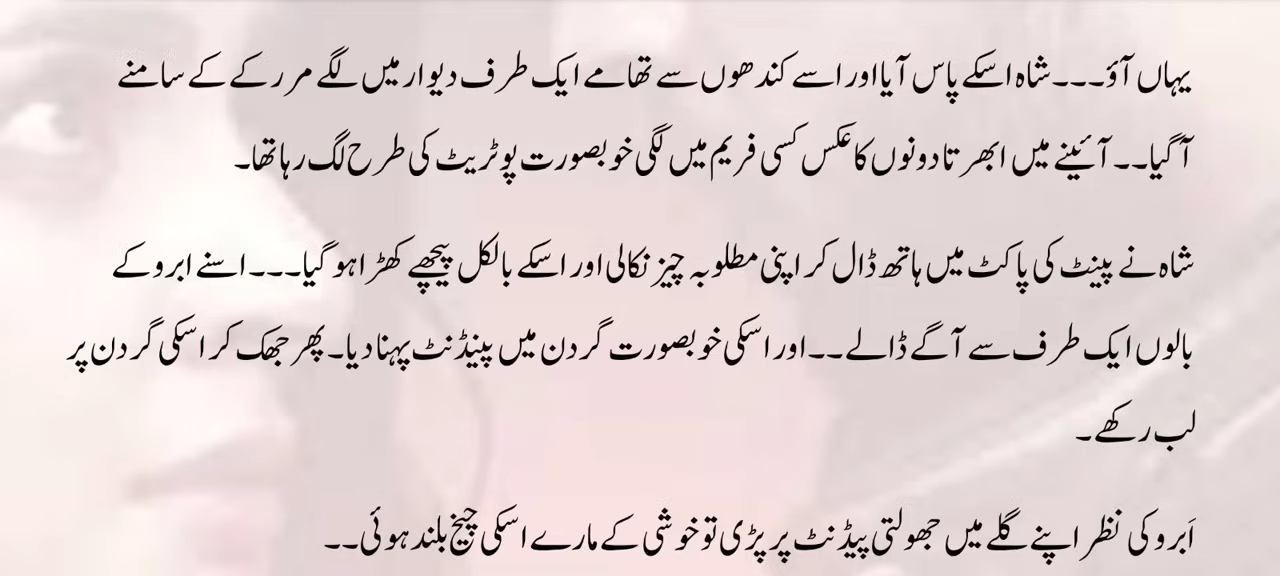 یہاں آؤ۔۔۔شاہ اسکے پاس آیا اور اسے کندھوں سے تھامے ایک طرف دیوار میں لگے مررکے کے سامنے
آگیا۔۔آئینے میں ابھرتا دونوں کا عکس کسی فریم میں لگی خوبصورت پوٹریٹ کی طرح لگ رہا تھا۔
شاہ نے پینٹ کی پاکٹ میں ہاتھ ڈال کر اپنی مطلوبہ چیز نکالی اور اسکے بالکل پیچھے کھڑا ہو گیا۔۔۔اسنے ابرو کے
بالوں ایک طرف سے آگے ڈالے۔۔اور اسکی خوبصورت گردن میں پینڈنٹ پہنا دیا۔پھر جھک کر اسکی گردن پر
لب رکھے۔
اَبرو کی نظر اپنے گلے میں جھولتی پیڈنٹ پر پڑی تو خوشی کے مارے اسکی چیخ بلند ہوئی۔۔